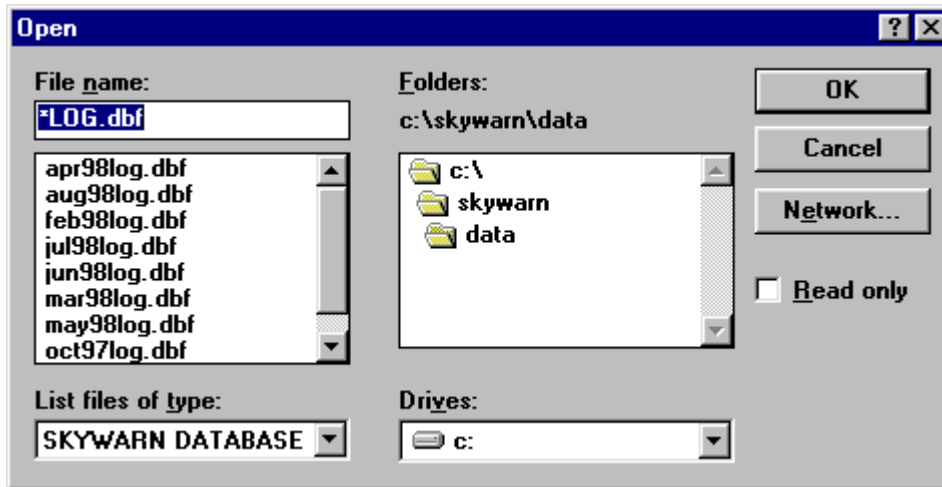 Open
File name:
*LOG.dbf
apr98log.dbf
aug98log.dbf
feb98log.dbf
jul98log.dbf
jun98log.dbf
mar98log.dbf
may98log.dbf
oct97log.dbf
List files of type:
SKYWARN DATABASE
Folders:
c:\skywarn\data
c:\
skywarn
data
Drives:
c:
OK
Cancel
Network...
Read only